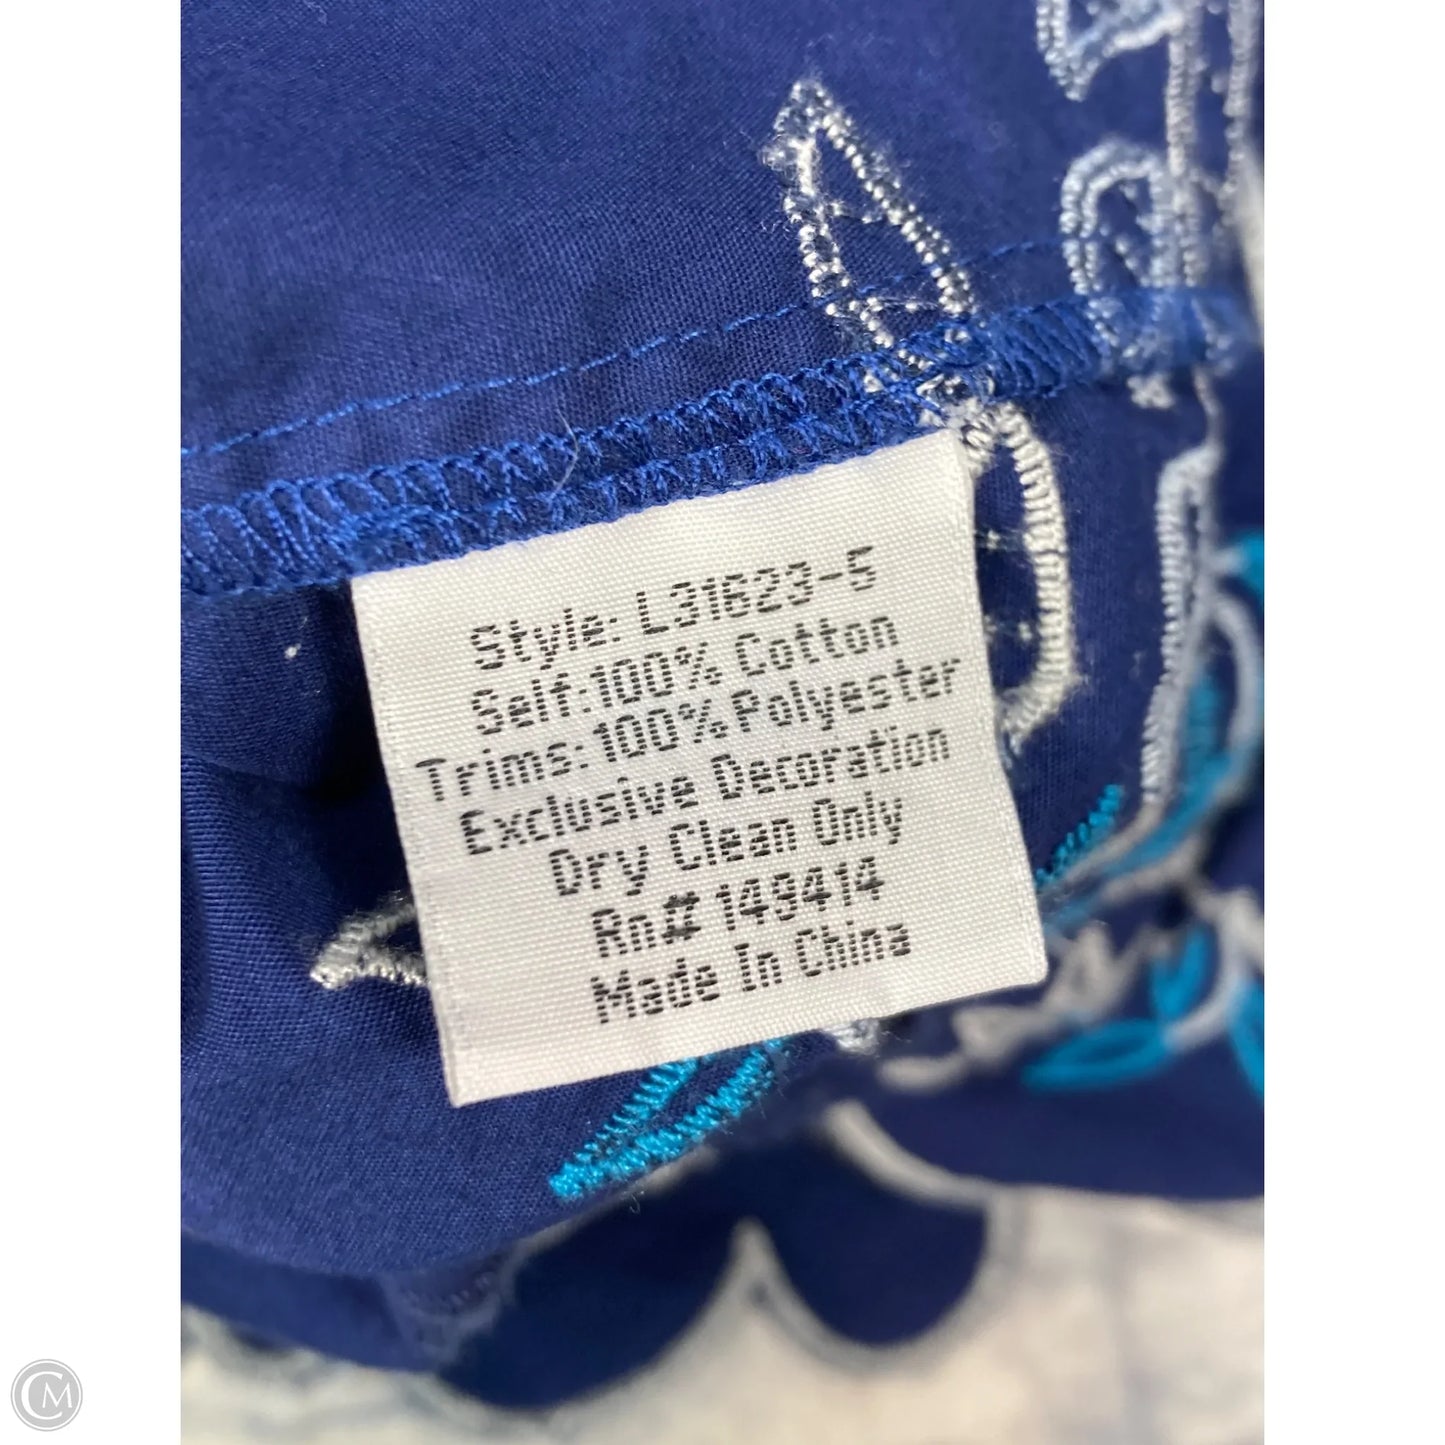 Style: L31623-5
Self:100% Cotton
Trims:100% Polyester
Exclusive Decoration
Dry Clean Only
Rn# 149414
Made In China
CM